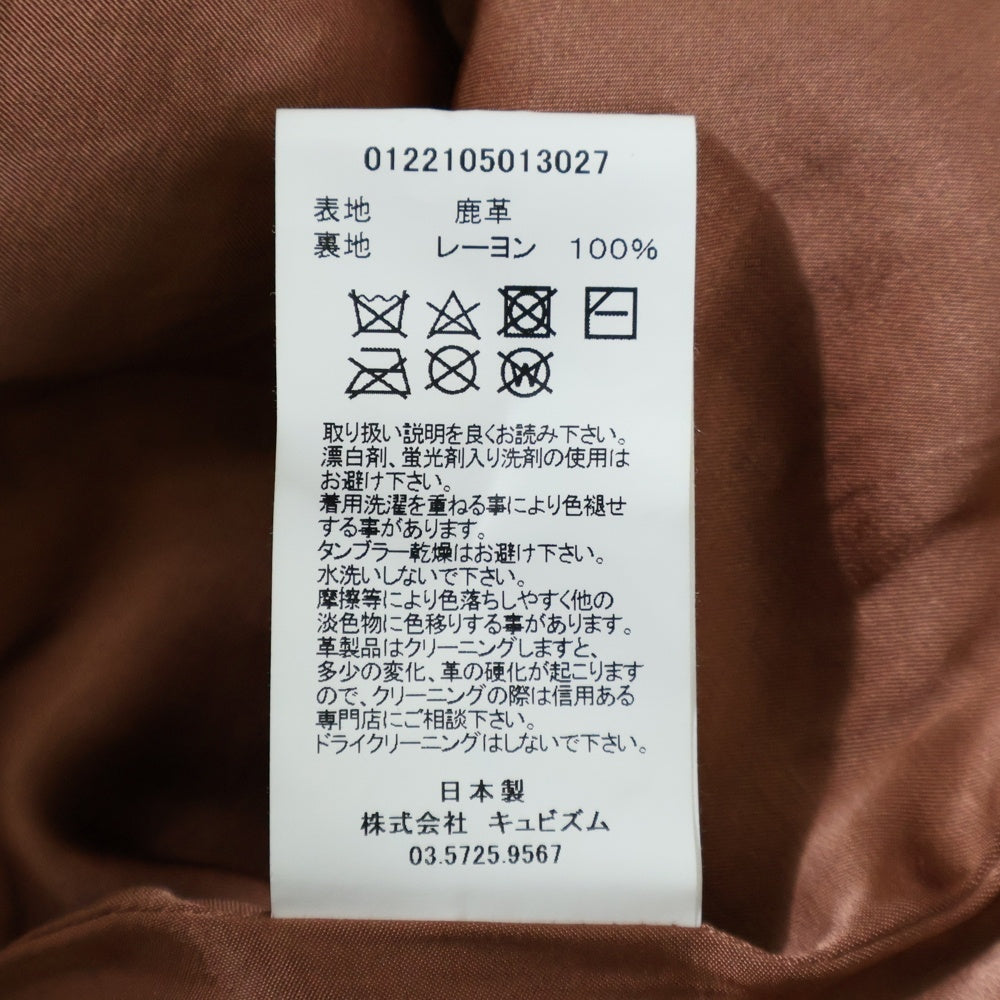 0122105013027
表地 鹿革
裏地 レーヨン 100%
W
取り扱い説明を良くお読み下さい。
漂白剤、蛍光剤入り洗剤の使用は
お避け下さい。
着用洗濯を重ねる事により色褪せ
する事があります。
タンブラー乾燥はお避け下さい。
水洗いしないで下さい。
摩擦等により色落ちしやすく他の
淡色物に色移りする事があります。
革製品はクリーニングしますと、
多少の変化、革の硬化が起こります
ので、クリーニングの際は信用ある
専門店にご相談下さい。
ドライクリーニングはしないで下さい。
日本製
株式会社 キュビズム
03.5725.9567